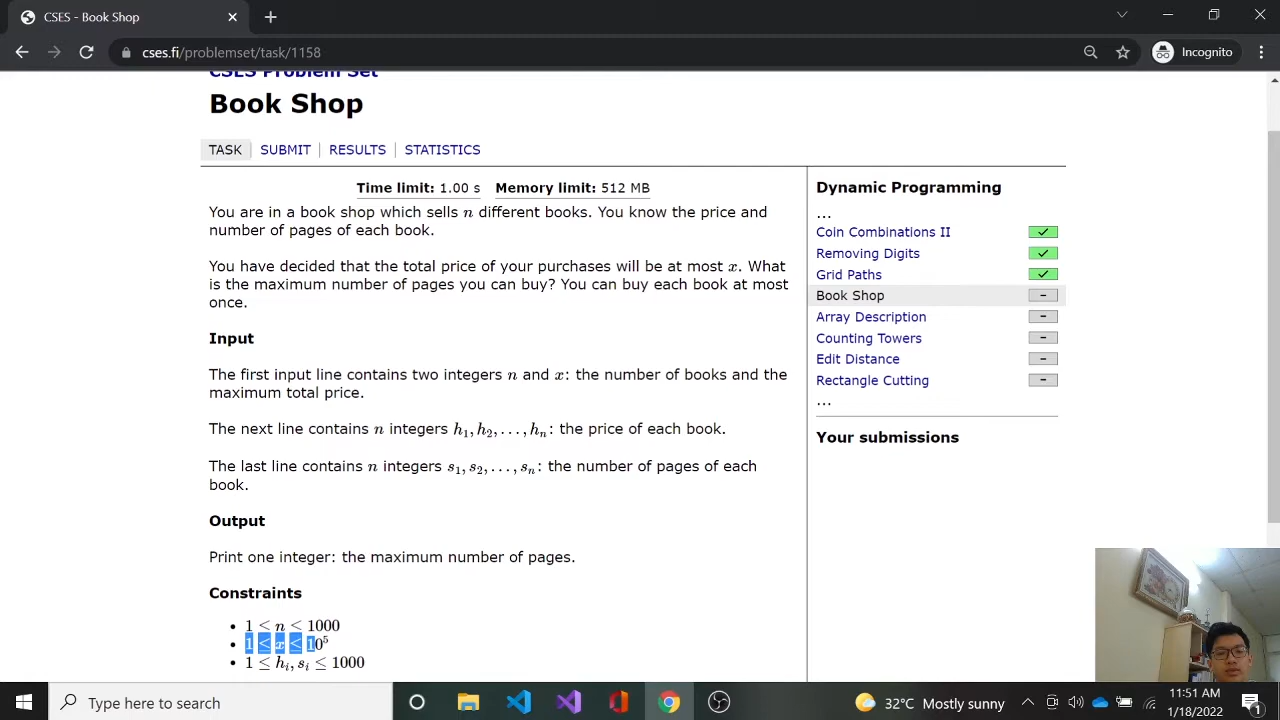 CSES - Book Shop
cses.fi/problemset/task/1158
Incognito
CSES Problem Set
Book Shop
TASK | SUBMIT | RESULTS | STATISTICS
Time limit: 1.00 s Memory limit: 512 MB
You are in a book shop which sells n different books. You know the price and
number of pages of each book.
You have decided that the total price of your purchases will be at most x. What
is the maximum number of pages you can buy? You can buy each book at most
once.
Input
The first input line contains two integers n and x: the number of books and the
maximum total price.
The next line contains n integers h₁, h₂, . . . , hₙ: the price of each book.
The last line contains n integers s₁, s₂, . . . , sₙ: the number of pages of each
book.
Output
Print one integer: the maximum number of pages.
Constraints
• 1 ≤ n ≤ 1000
• 1 ≤ x ≤ 10⁵
• 1 ≤ hᵢ, sᵢ ≤ 1000
Dynamic Programming
...
Coin Combinations II
Removing Digits
Grid Paths
Book Shop –
Array Description –
Counting Towers –
Edit Distance –
Rectangle Cutting –
...
Your submissions
Type here to search
32°C Mostly sunny
11:51 AM
1/18/2022
1